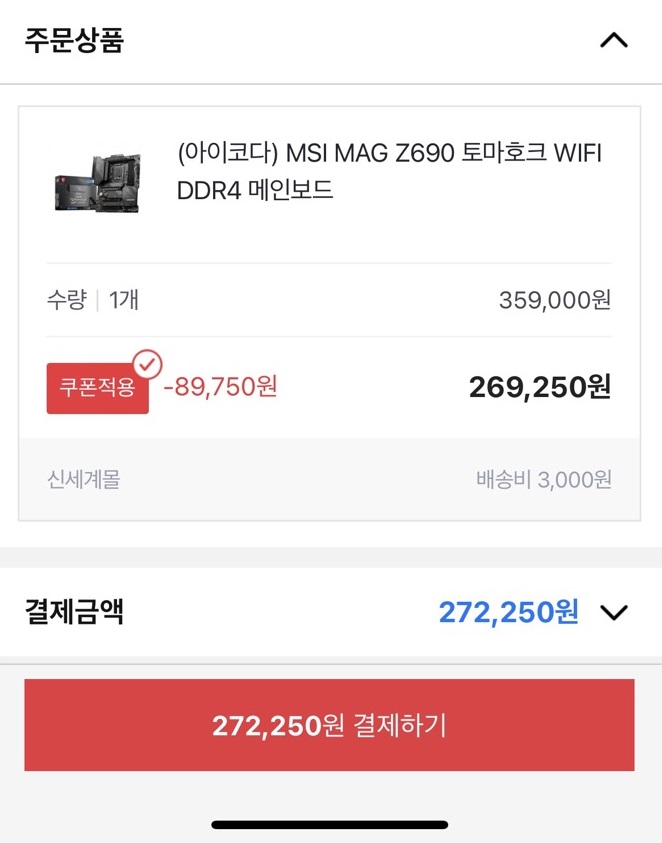 주문상품
(아이코다) MSI MAG Z690 토마호크 WIFI
DDR4 메인보드
수량 | 1개 359,000원
쿠폰적용 -89,750원 269,250원
신세계몰 배송비 3,000원
결제금액 272,250원
272,250원 결제하기